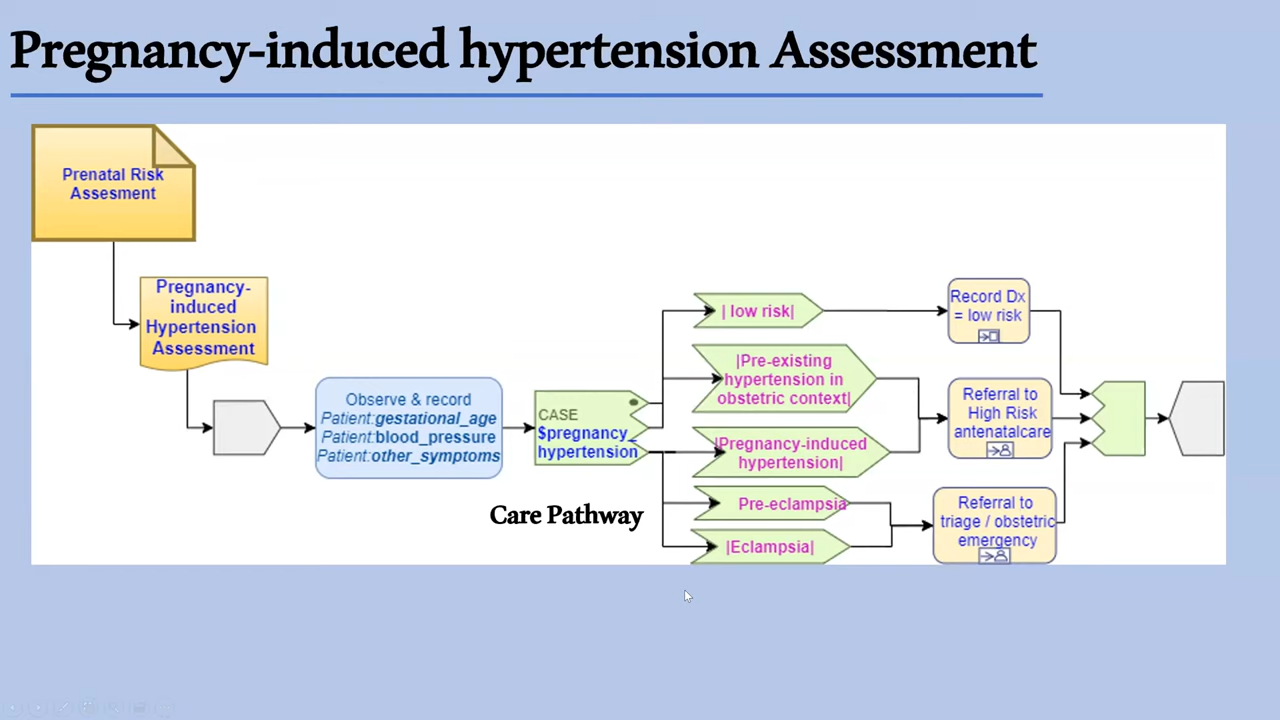 Pregnancy-induced hypertension Assessment
Prenatal Risk
Assesment
Pregnancy-
induced
Hypertension
Assessment
Observe & record
Patient:gestational_age
Patient:blood_pressure
Patient:other_symptoms
CASE
$pregnancy_
hypertension
Care Pathway
| low risk|
|Pre-existing
hypertension in
obstetric context|
|Pregnancy-induced
hypertension|
Pre-eclampsia
|Eclampsia|
Record Dx
= low risk
Referral to
High Risk
antenatalcare
Referral to
triage / obstetric
emergency